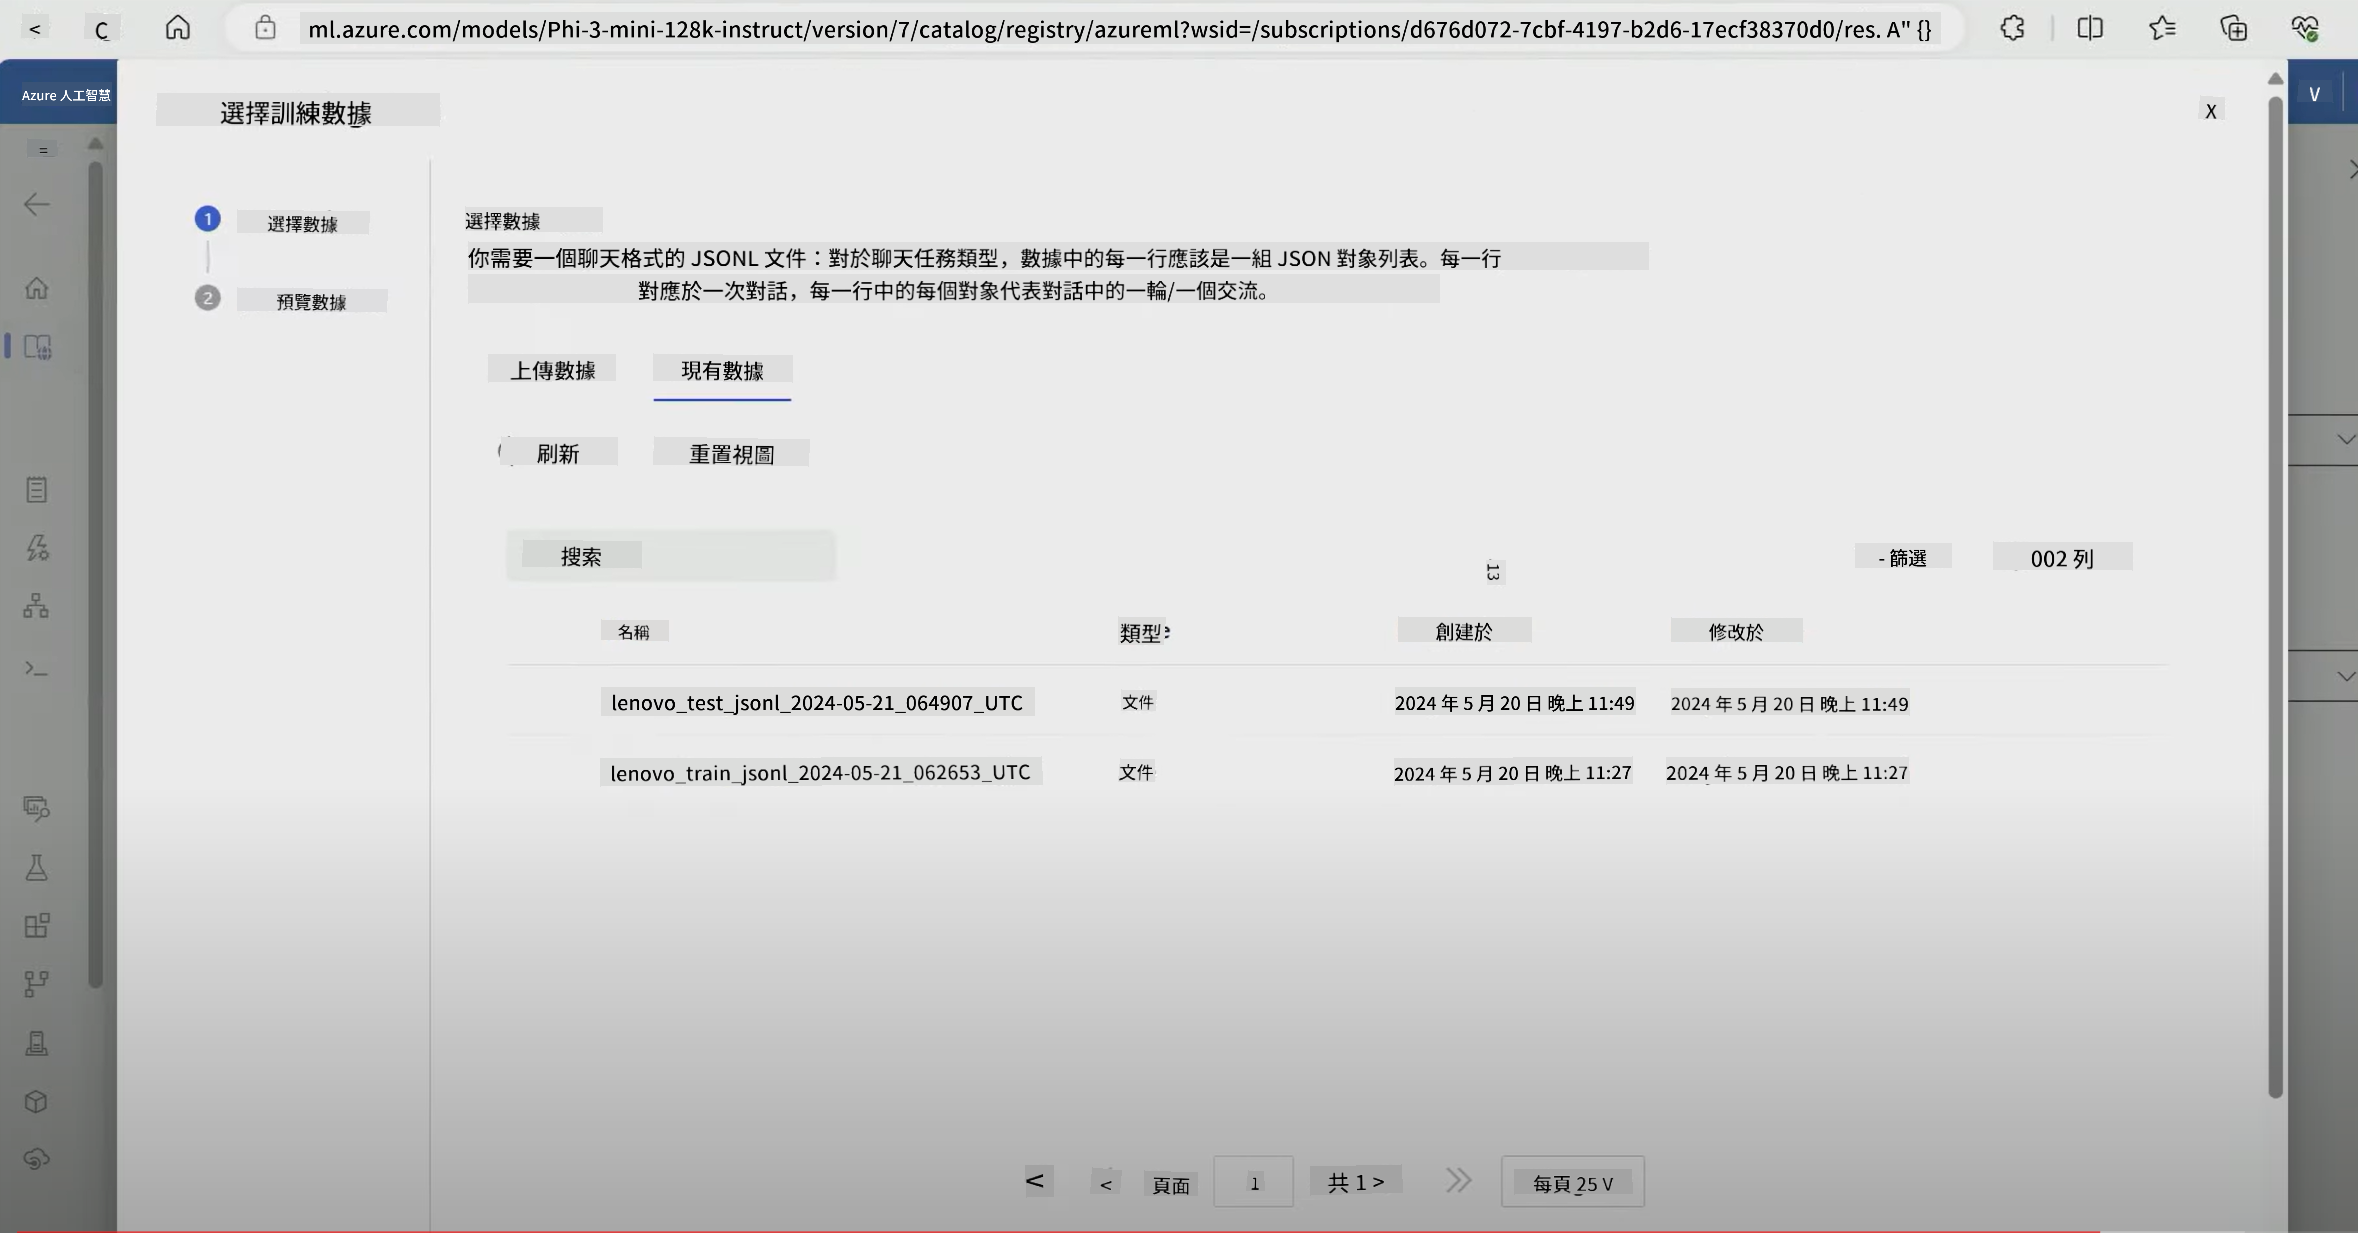 ml.azure.com/models/Phi-3-mini-128k-instruct/version/7/catalog/registry/azureml?wsid=/subscriptions/d676d072-7cbf-4197-b2d6-17ecf38370d0/res. A" {}
Azure 人工智慧
V
選擇訓練數據
X
1 選擇數據
2 預覽數據
選擇數據
你需要一個聊天格式的 JSONL 文件：對於聊天任務類型，數據中的每一行應該是一組 JSON 對象列表。每一行
對應於一次對話，每一行中的每個對象代表對話中的一輪/一個交流。
上傳數據 現有數據
刷新 重置視圖
搜索
13
- 篩選 002 列
名稱 類型 創建於 修改於
lenovo_test_jsonl_2024-05-21_064907_UTC 文件 2024 年 5 月 20 日 晚上 11:49 2024 年 5 月 20 日 晚上 11:49
lenovo_train_jsonl_2024-05-21_062653_UTC 文件 2024 年 5 月 20 日 晚上 11:27 2024 年 5 月 20 日 晚上 11:27
< < 頁面 1 共 1 > 每頁 25 V